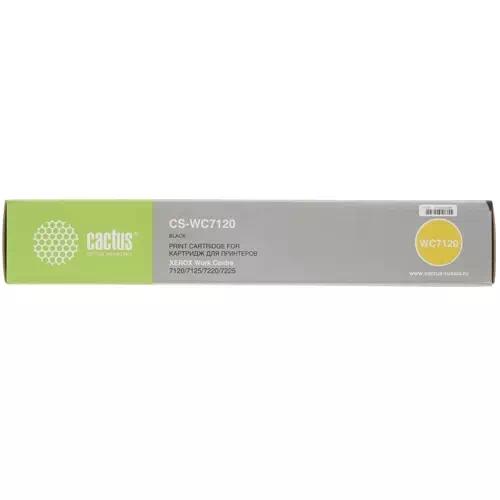 cactus®
CS-WC7120
BLACK
PRINT CARTRIDGE FOR
КАРТРИДЖ ДЛЯ ПРИНТЕРОВ
XEROX Work Centre
7120/7125/7220/7225
WC7120
www.cactus-russia.ru